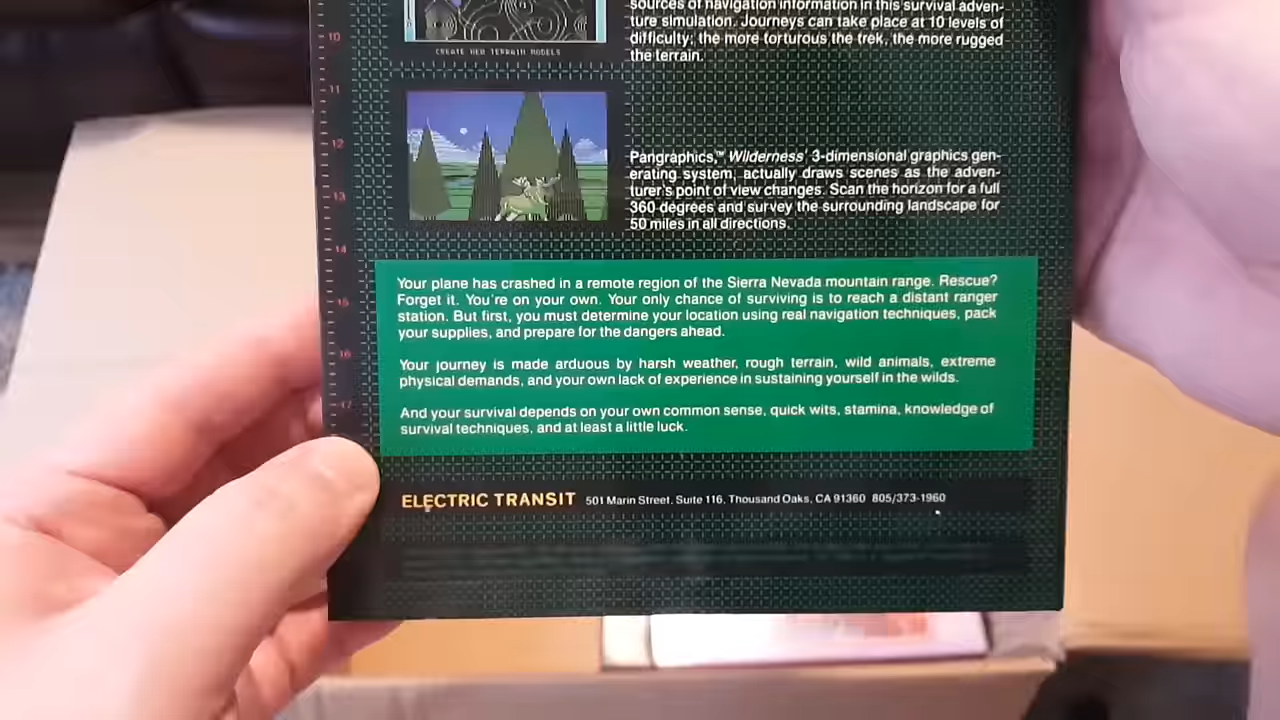 sources of navigation information in this survival adven-
ture simulation. Journeys can take place at 10 levels of
difficulty; the more torturous the trek, the more rugged
the terrain.
10
CREATE NEW TERRAIN MODELS
11
12
13
14
15
16
17
Pangraphics,™ Wilderness' 3-dimensional graphics gen-
erating system, actually draws scenes as the adven-
turer's point of view changes. Scan the horizon for a full
360 degrees and survey the surrounding landscape for
50 miles in all directions.
Your plane has crashed in a remote region of the Sierra Nevada mountain range. Rescue?
Forget it. You're on your own. Your only chance of surviving is to reach a distant ranger
station. But first, you must determine your location using real navigation techniques, pack
your supplies, and prepare for the dangers ahead.
Your journey is made arduous by harsh weather, rough terrain, wild animals, extreme
physical demands, and your own lack of experience in sustaining yourself in the wilds.
And your survival depends on your own common sense, quick wits, stamina, knowledge of
survival techniques, and at least a little luck.
ELECTRIC TRANSIT 501 Marin Street, Suite 116, Thousand Oaks, CA 91360 805/373-1960